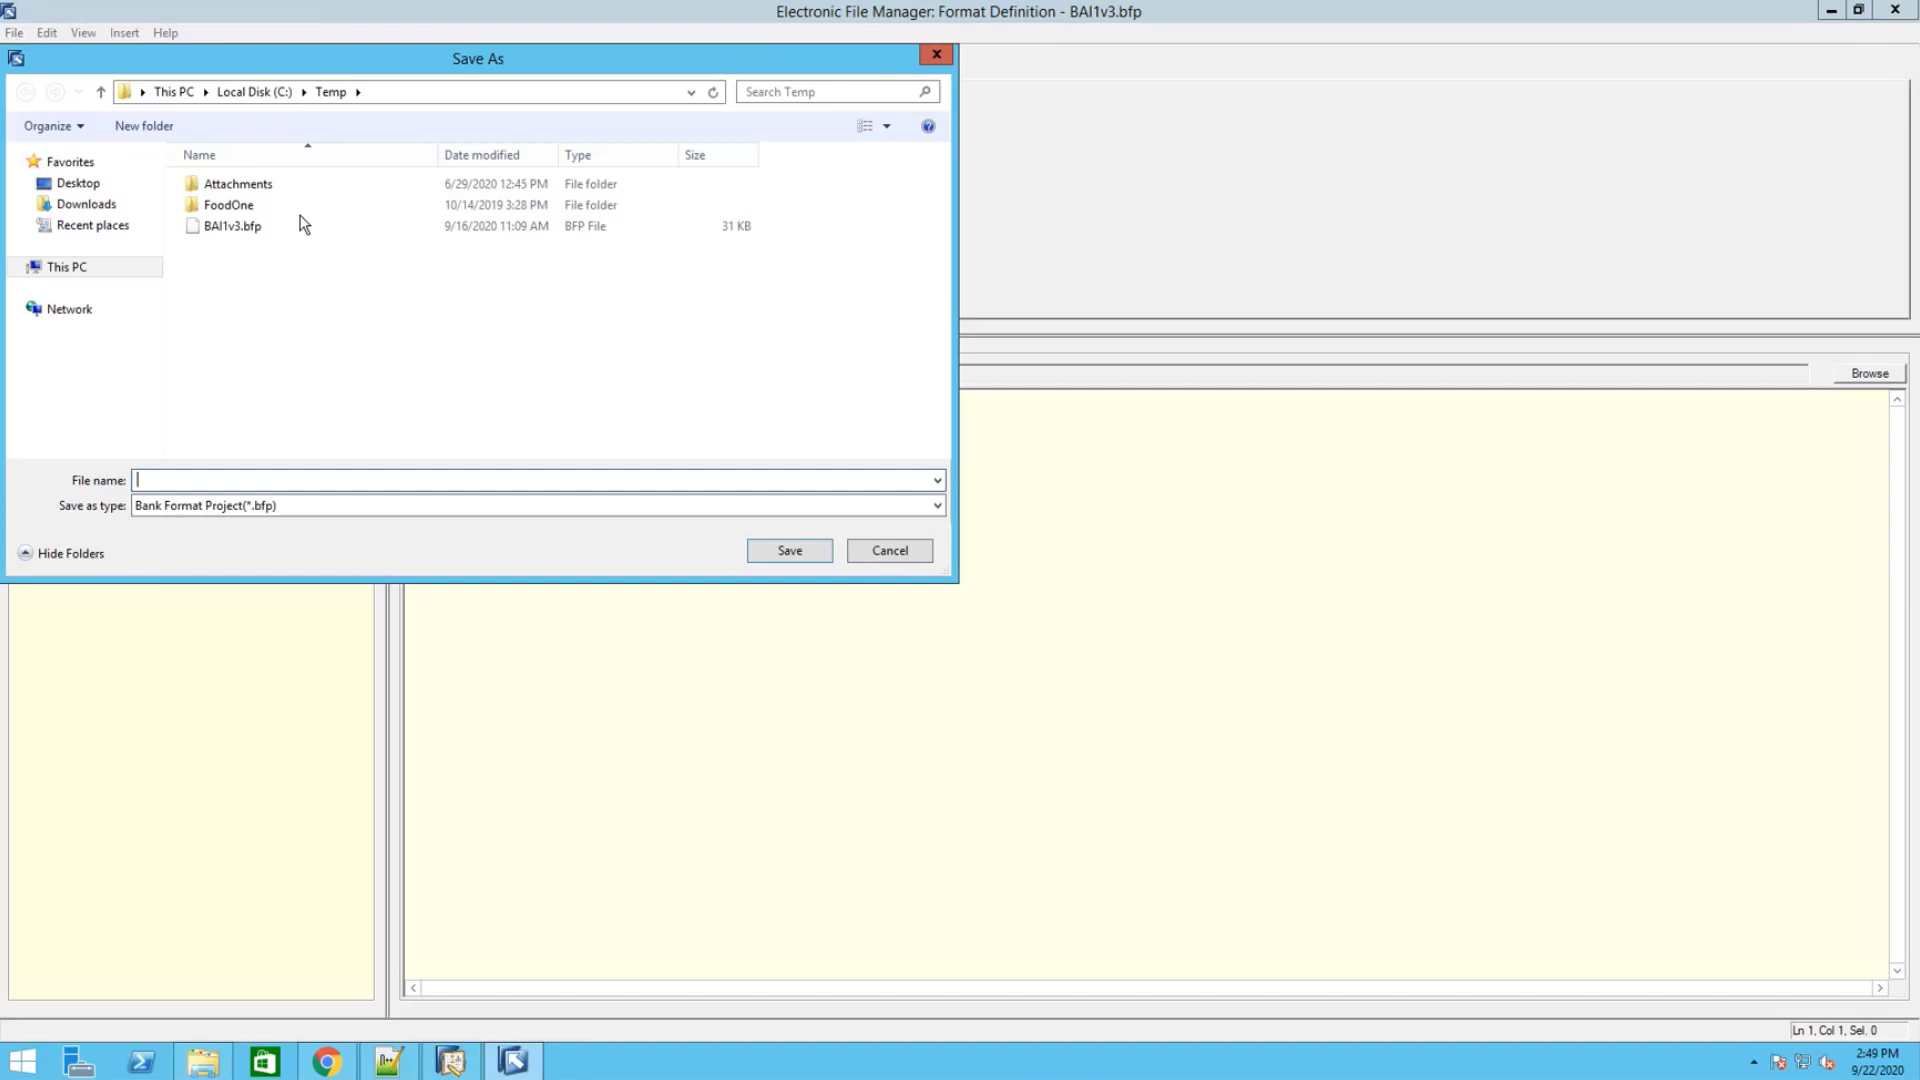 Electronic File Manager: Format Definition - BAI1v3.bfp
File Edit View Insert Help
Save As
This PC Local Disk (C:) Temp
Search Temp
Organize New folder
Name Date modified Type Size
Favorites
Desktop
Downloads
Recent places
This PC
Network
Attachments 6/29/2020 12:45 PM File folder
FoodOne 10/14/2019 3:28 PM File folder
BAI1v3.bfp 9/16/2020 11:09 AM BFP File 31 KB
Browse
File name:
Save as type: Bank Format Project(*.bfp)
Hide Folders
Save Cancel
Ln 1, Col 1, Sel. 0
2:49 PM
9/22/2020